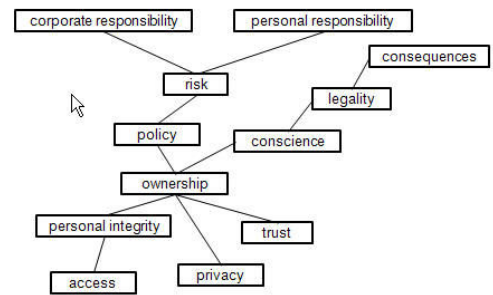 corporate responsibility
personal responsibility
consequences
risk
legality
policy
conscience
ownership
personal integrity
trust
access
privacy